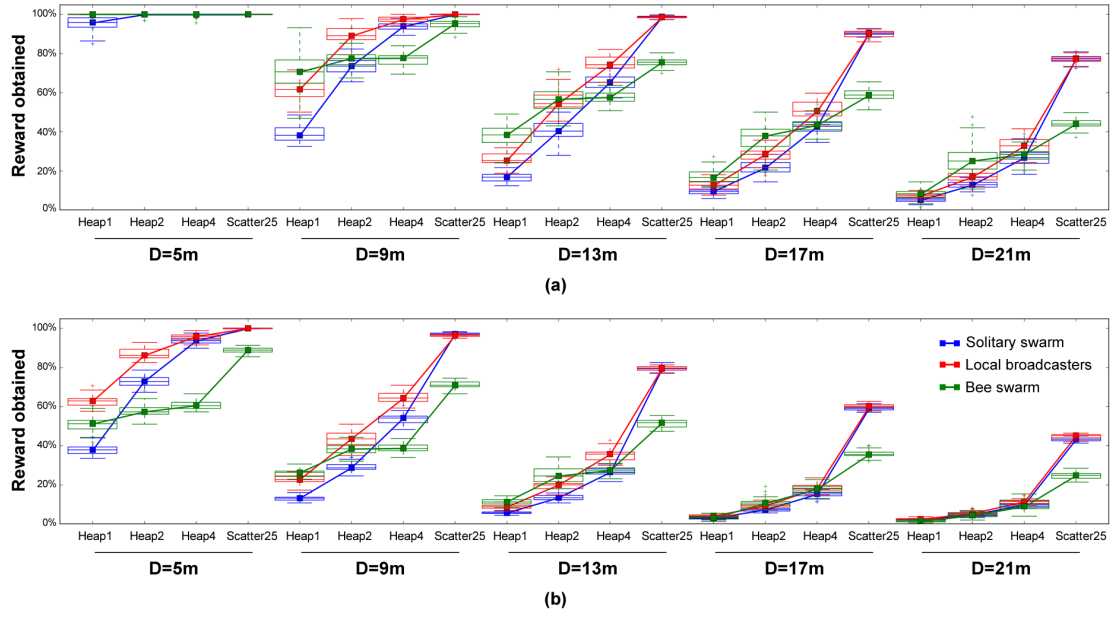 (a)
Reward obtained
100%
80%
60%
40%
20%
0%
Heap1 Heap2 Heap4 Scatter25 Heap1 Heap2 Heap4 Scatter25 Heap1 Heap2 Heap4 Scatter25 Heap1 Heap2 Heap4 Scatter25 Heap1 Heap2 Heap4 Scatter25
D=5m D=9m D=13m D=17m D=21m
(a)
Reward obtained
100%
80%
60%
40%
20%
0%
Solitary swarm
Local broadcasters
Bee swarm
Heap1 Heap2 Heap4 Scatter25 Heap1 Heap2 Heap4 Scatter25 Heap1 Heap2 Heap4 Scatter25 Heap1 Heap2 Heap4 Scatter25 Heap1 Heap2 Heap4 Scatter25
D=5m D=9m D=13m D=17m D=21m
(b)